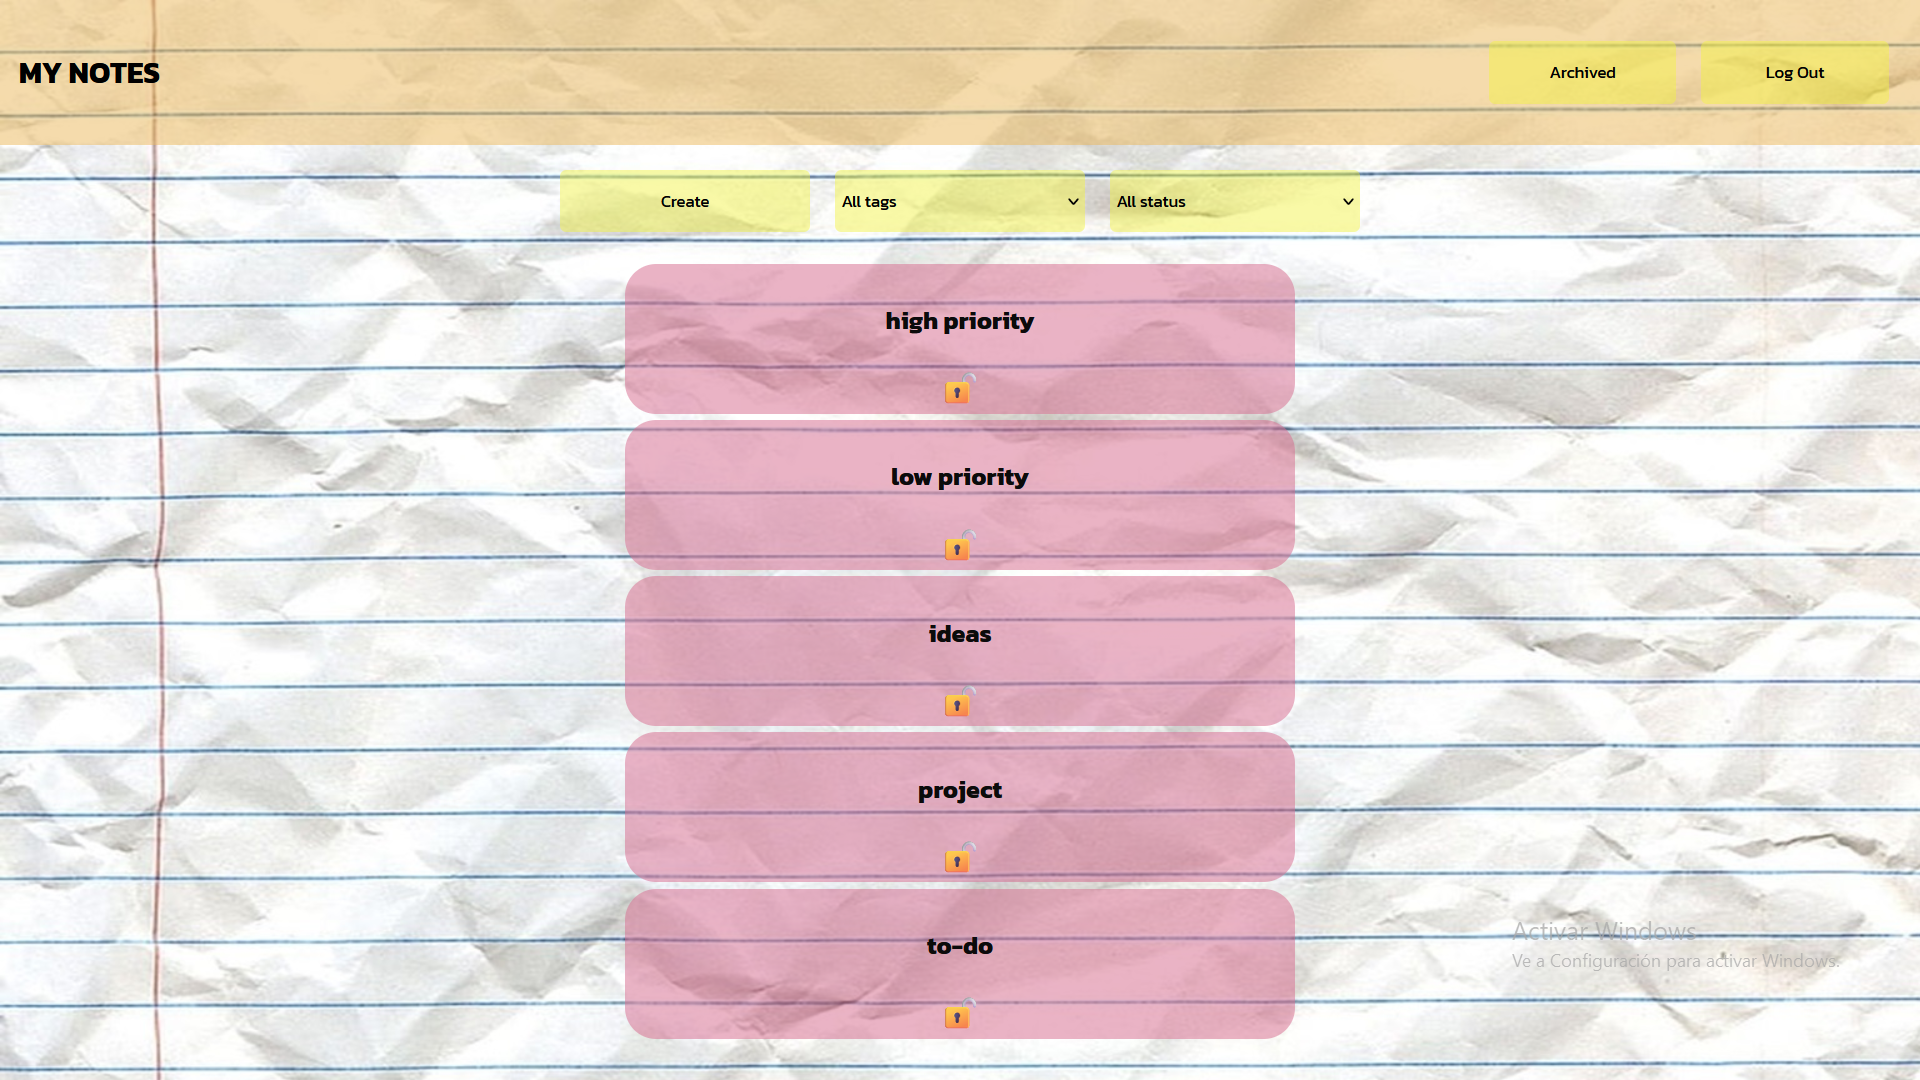 MY NOTES
Archived
Log Out
Create
All tags
All status
high priority
low priority
ideas
project
to-do
Activar Windows
Ve a Configuración para activar Windows.